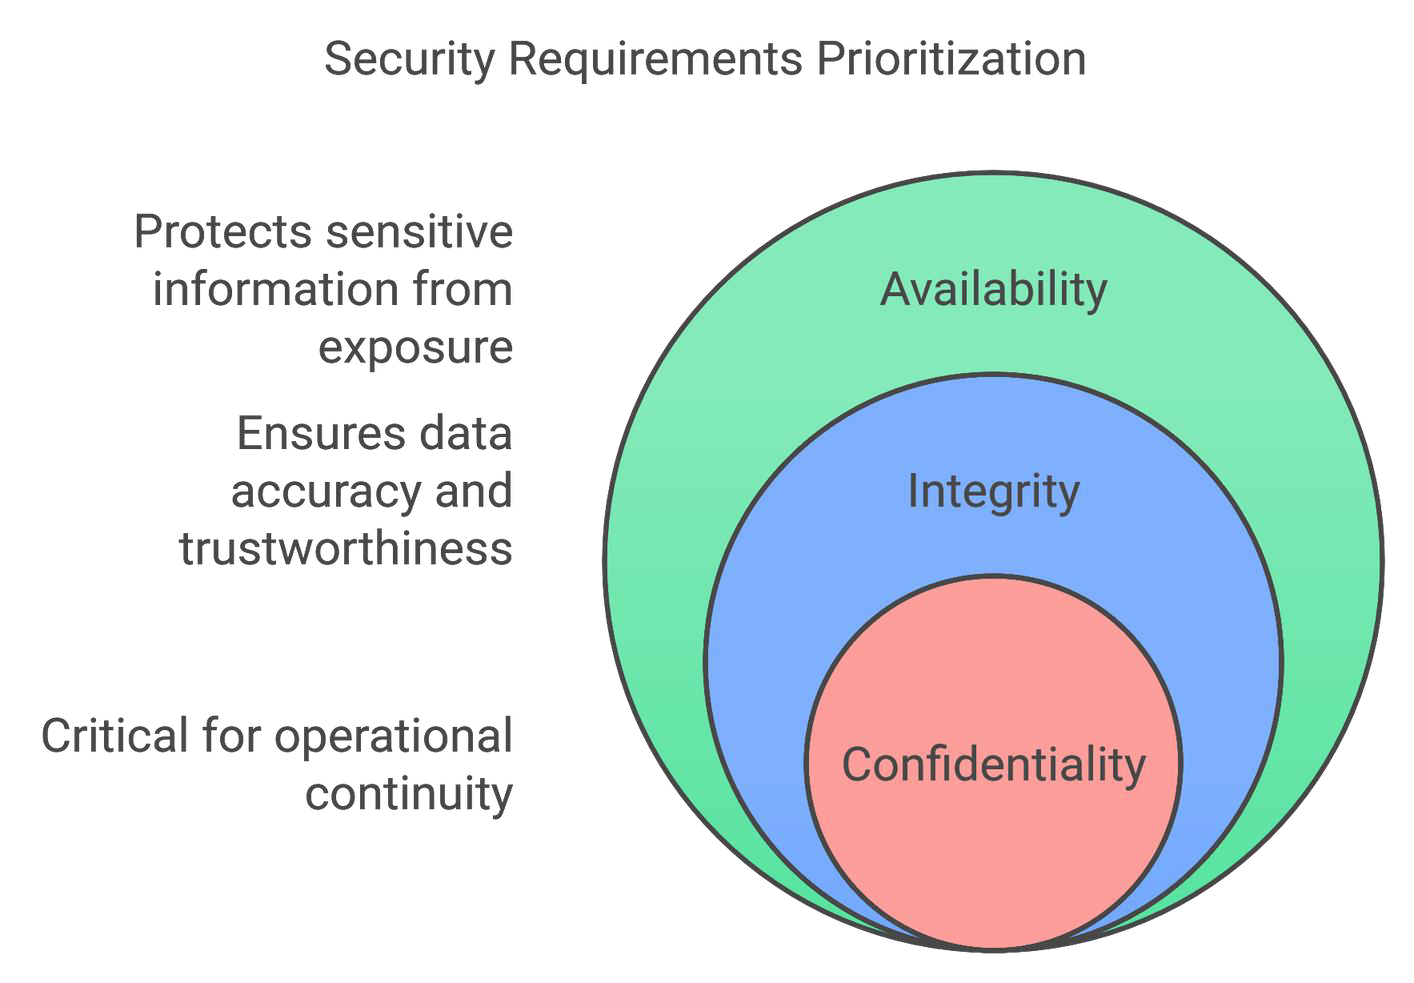 Security Requirements Prioritization
Protects sensitive
information from
exposure
Availability
Ensures data
accuracy and
trustworthiness
Integrity
Critical for operational
continuity
Confidentiality